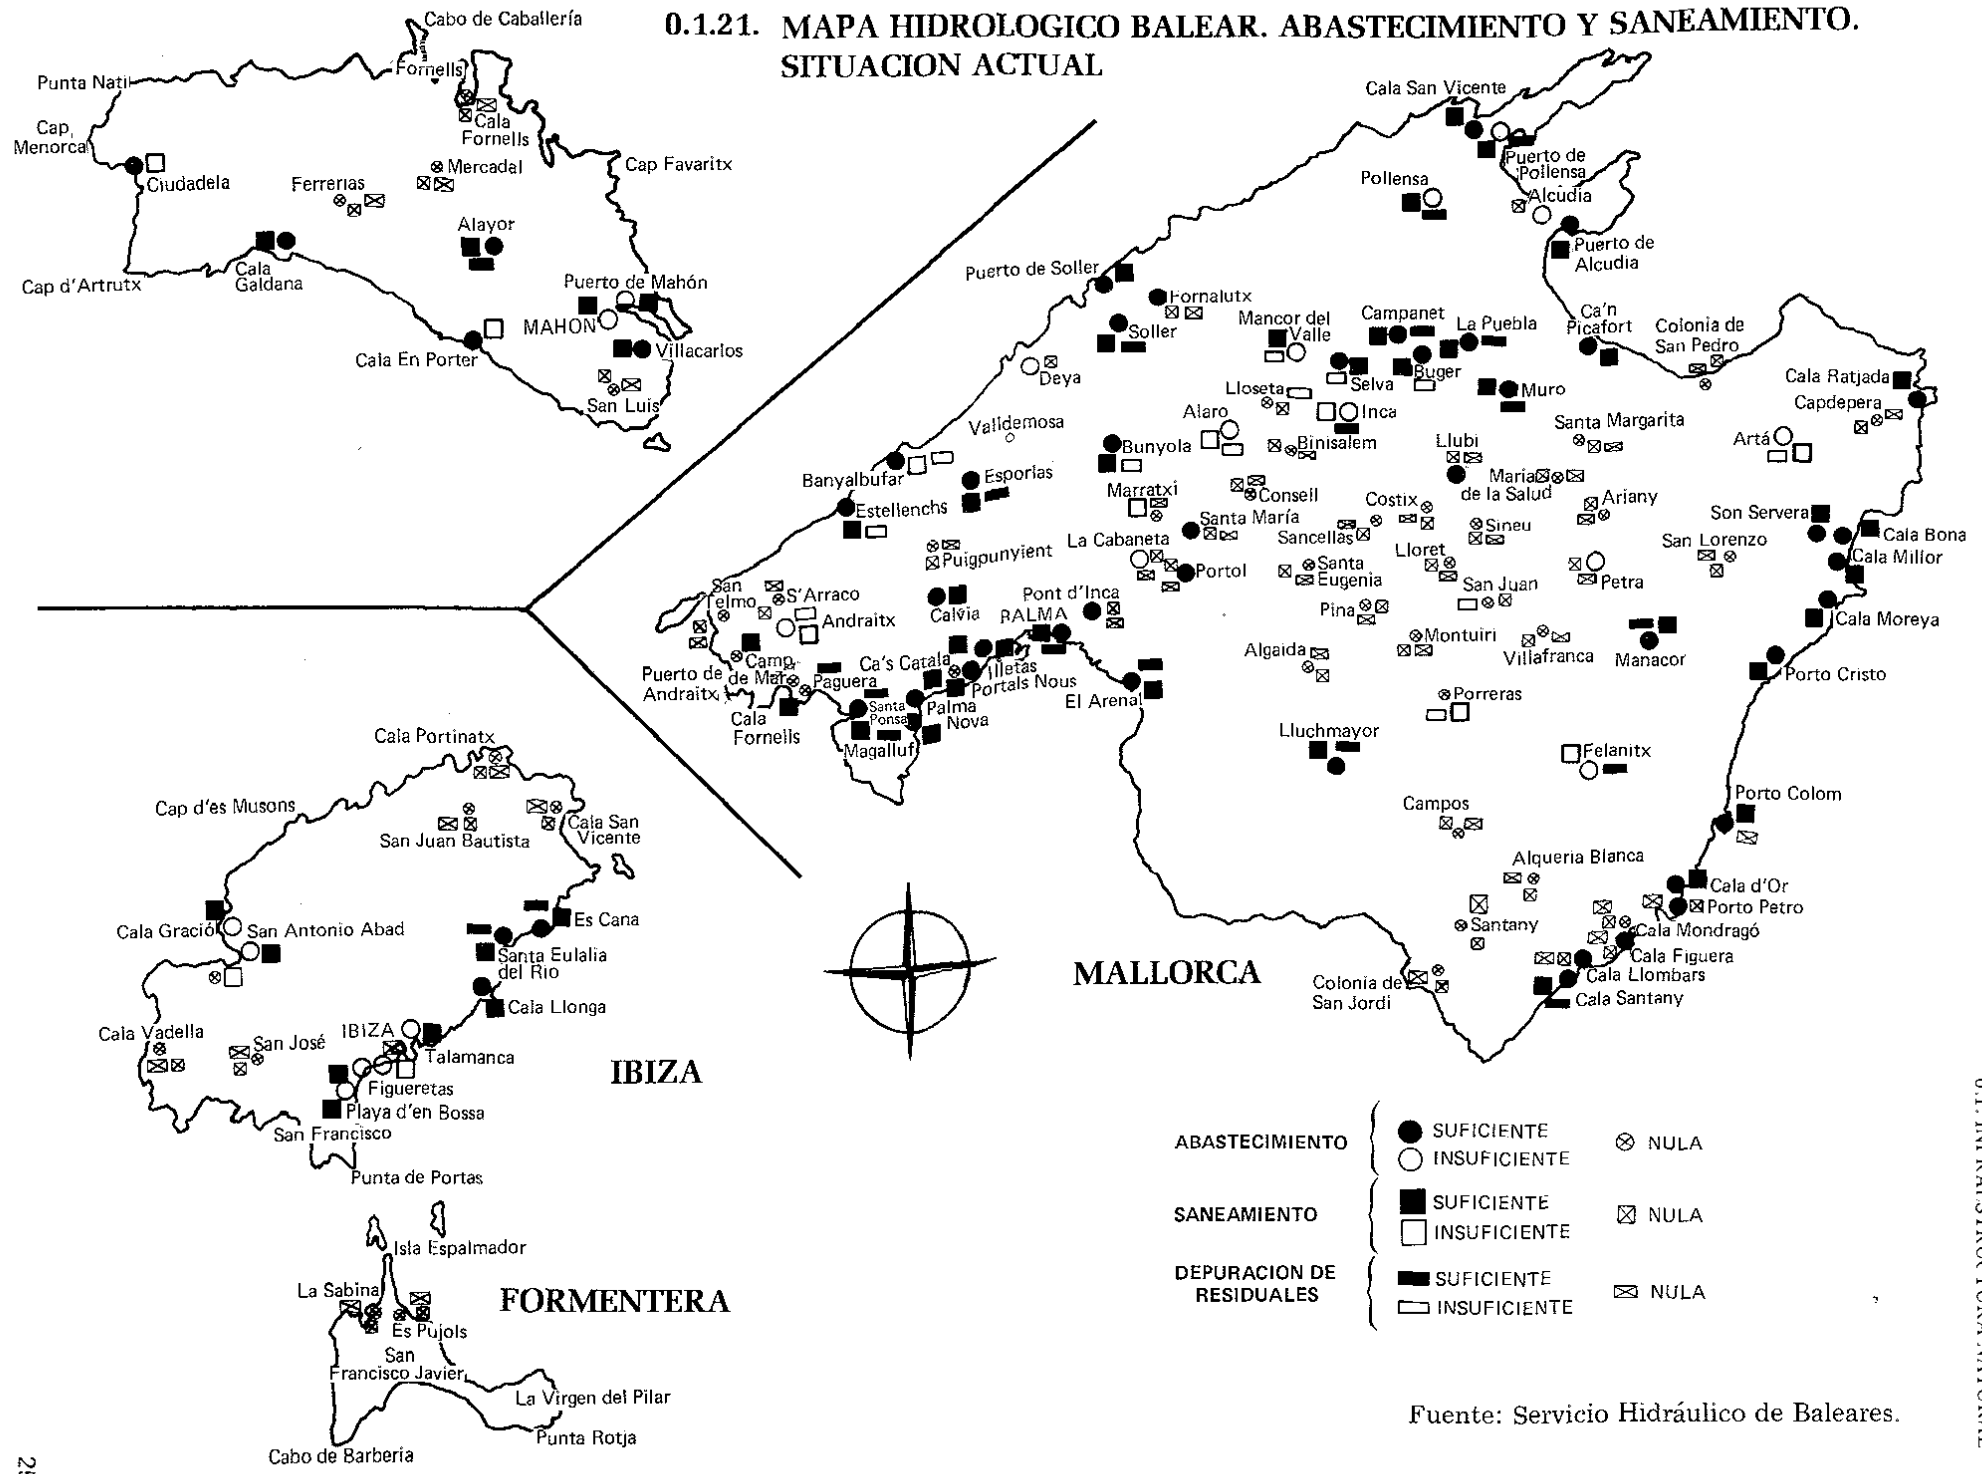 0.1.21. MAPA HIDROLOGICO BALEAR. ABASTECIMIENTO Y SANEAMIENTO.
SITUACION ACTUAL
Cabo de Caballería
Fornells
Punta Nati
Cap
Menorca
Cala
Fornells
Cap Favaritx
Mercadal
Ciudadela
Ferrerias
Alayor
Cala
Galdana
Cap d'Artrutx
Puerto de Mahón
MAHON
Villacarlos
Cala En Porter
San Luis
Cala San Vicente
Puerto de
Pollensa
Pollensa
Alcudia
Puerto de
Alcudia
Puerto de Soller
Fornalutx
Soller
Mancor del
Valle
Campanet
La Puebla
Ca'n
Picafort
Colonia de
San Pedro
Deya
Selva
Buger
Muro
Cala Ratjada
Capdepera
Lloseta
Inca
Alaro
Santa Margarita
Artá
Valldemosa
Bunyola
Binisalem
Llubi
Banyalbufar
Esporlas
Maria
de la Salud
Marratxi
Consell
Costix
Ariany
Estellenchs
Santa María
Sancellas
Sineu
Son Servera
Cala Bona
La Cabaneta
Lloret
San Lorenzo
Cala Millor
Puigpunyient
Portol
Santa
Eugenia
San Juan
Petra
San
Telmo
S'Arraco
Pont d'Inca
Pina
Calvia
PALMA
Andraitx
Cala Moreya
Montuiri
Villafranca
Manacor
Algaida
Puerto de
Andraitx
Camp
de Mar
Paguera
Ca's Catala
Illetas
Portals Nous
Porto Cristo
El Arenal
Porreras
Santa
Ponsa
Palma
Nova
Cala
Fornells
Magalluf
Lluchmayor
Felanitx
Porto Colom
Campos
Alqueria Blanca
Cala d'Or
Porto Petro
Santany
Cala Mondragó
Cala Figuera
Cala Llombars
Cala Santany
Colonia de
San Jordi
MALLORCA
Cala Portinatx
Cap d'es Musons
San Juan Bautista
Cala San
Vicente
Cala Gració
San Antonio Abad
Es Cana
Santa Eulalia
del Rio
Cala Llonga
Cala Vadella
San José
IBIZA
Talamanca
Figueretas
Playa d'en Bossa
San Francisco
Punta de Portas
IBIZA
Isla Espalmador
La Sabina
FORMENTERA
Es Pujols
San
Francisco Javier
La Virgen del Pilar
Punta Rotja
Cabo de Barbería
ABASTECIMIENTO
SUFICIENTE
INSUFICIENTE
NULA
SANEAMIENTO
SUFICIENTE
INSUFICIENTE
NULA
DEPURACION DE
RESIDUALES
SUFICIENTE
INSUFICIENTE
NULA
Fuente: Servicio Hidráulico de Baleares.